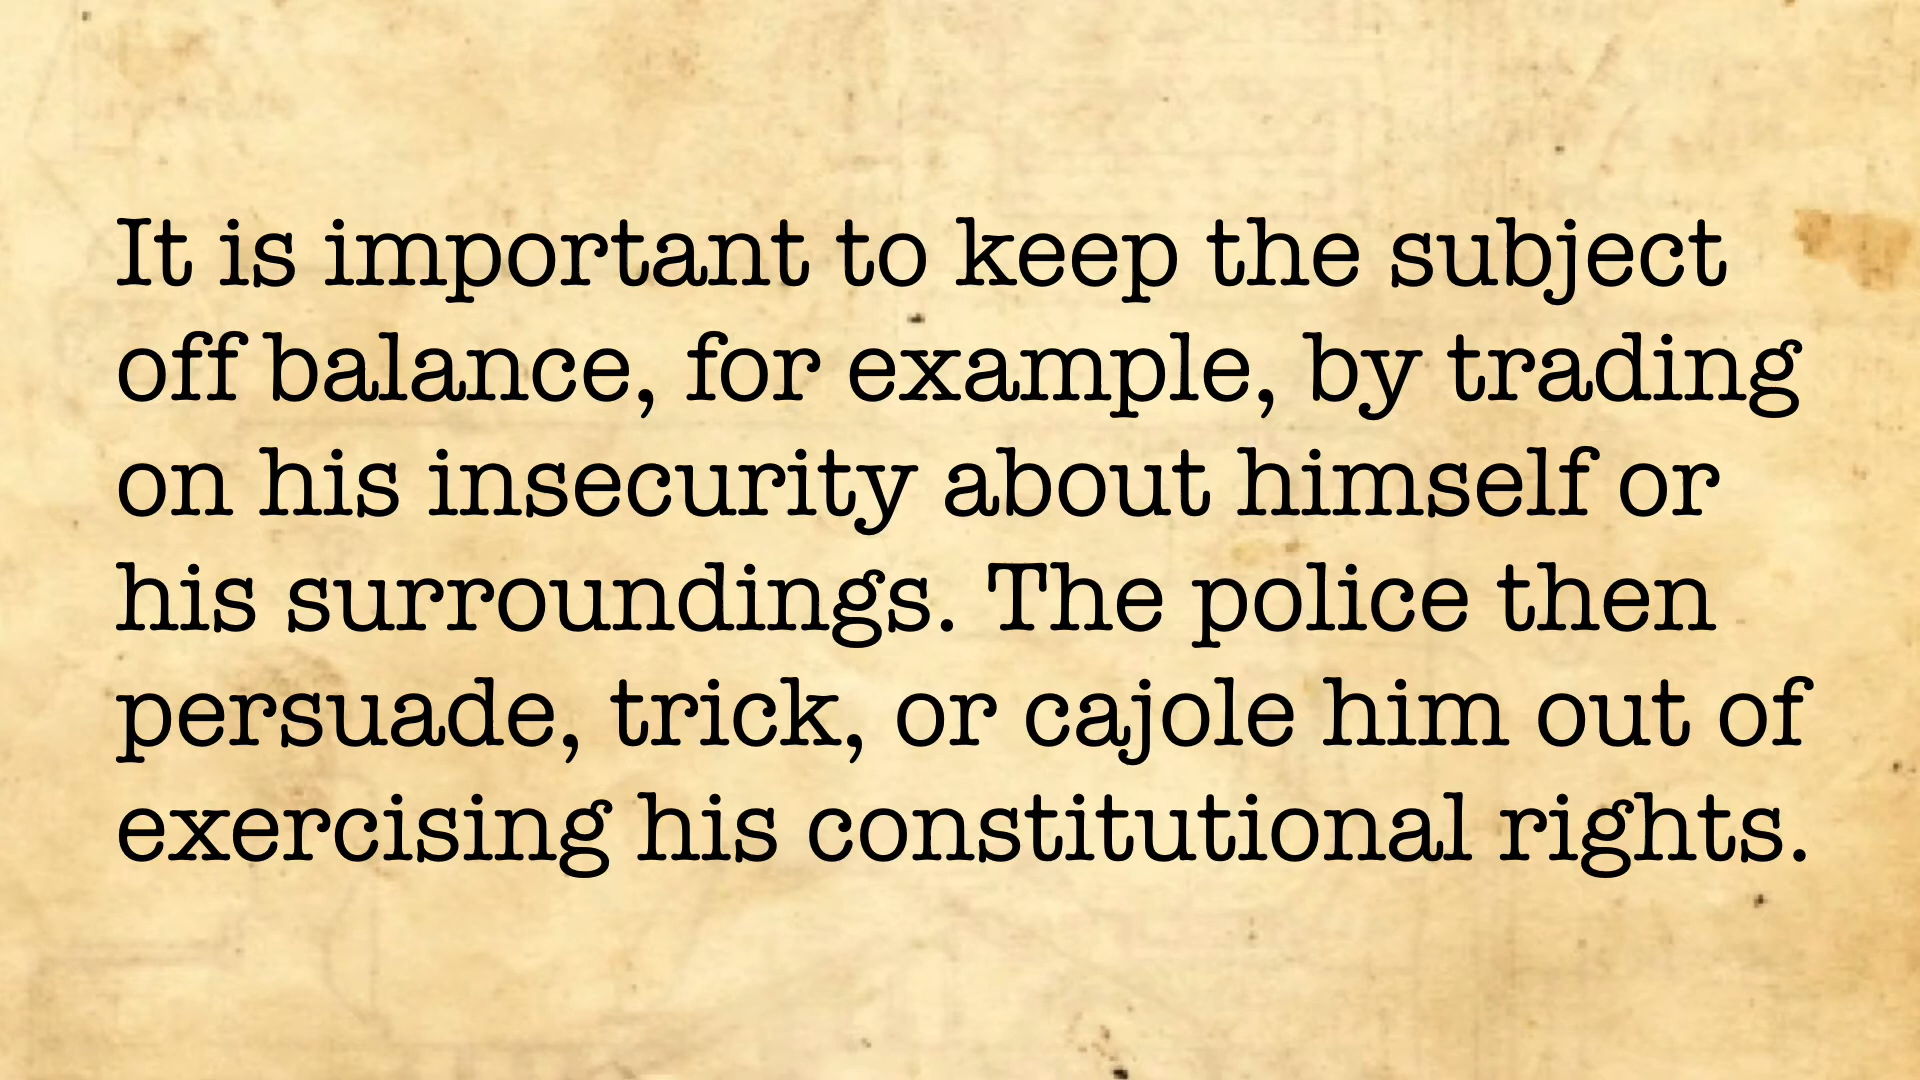 It is important to keep the subject
off balance, for example, by trading
on his insecurity about himself or
his surroundings. The police then
persuade, trick, or cajole him out of
exercising his constitutional rights.